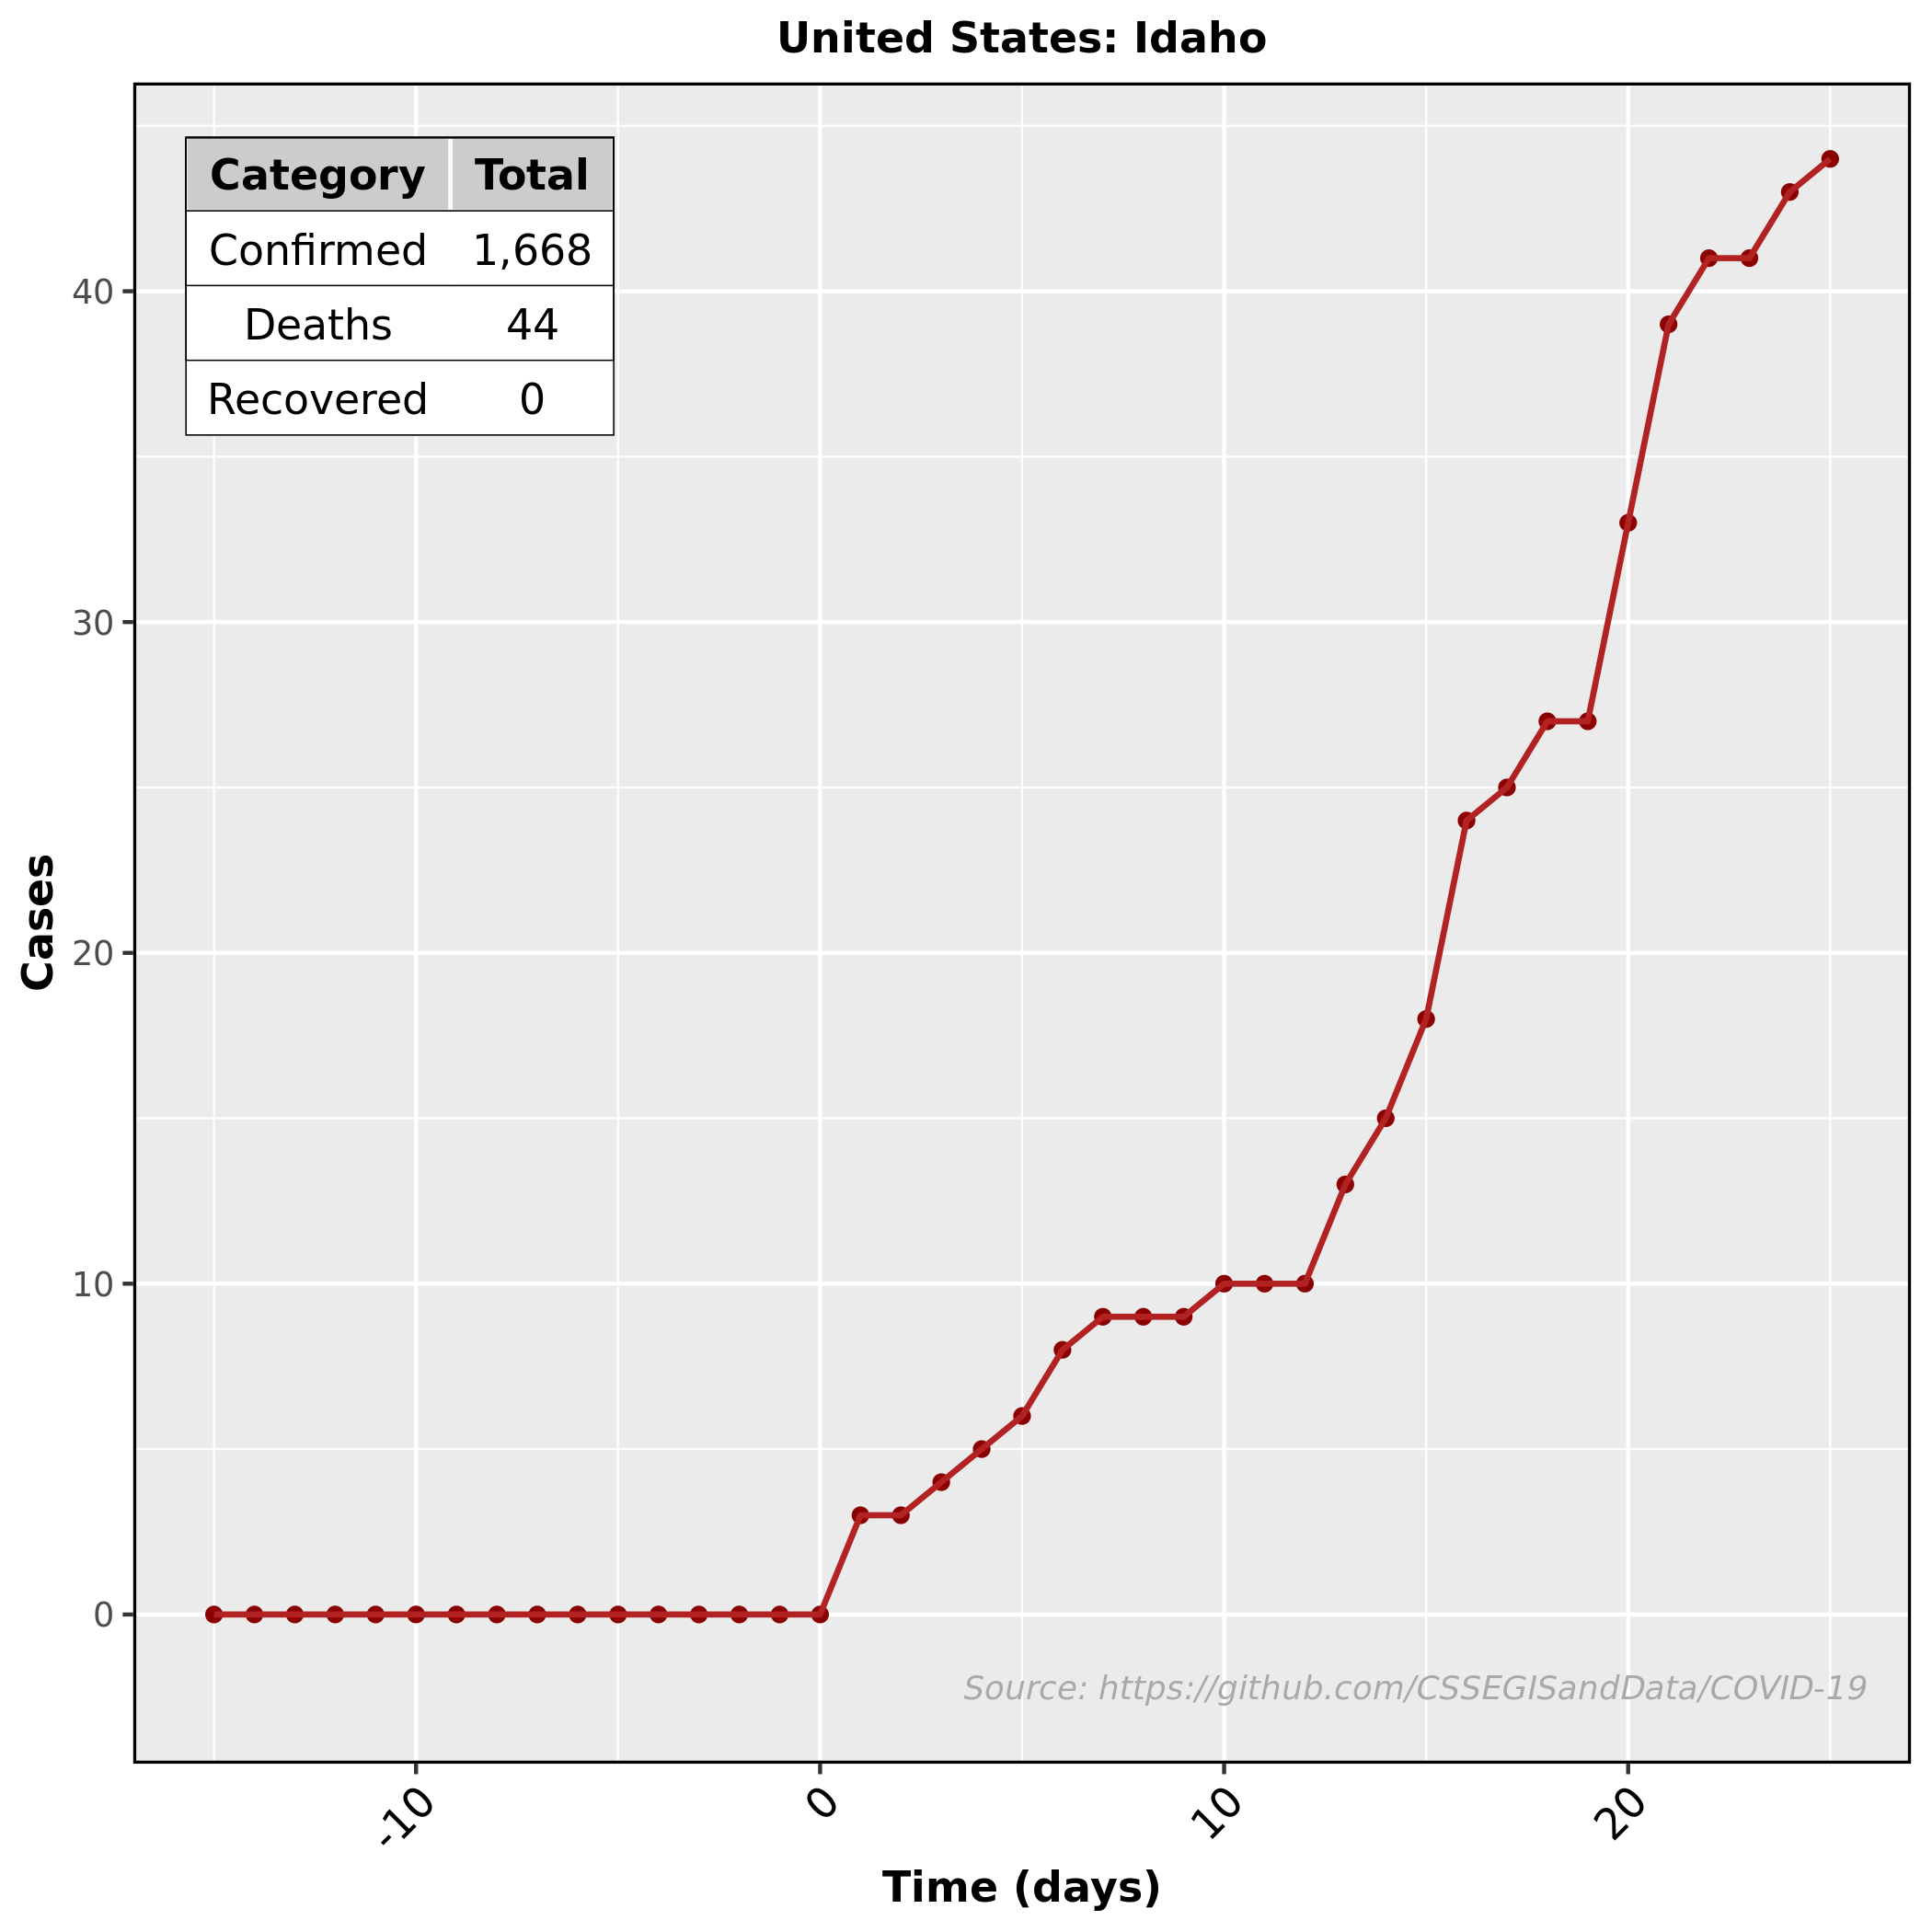 United States: Idaho
Category Total
Confirmed 1,668
Deaths 44
Recovered 0
40
30
20
10
0
Cases
Source: https://github.com/CSSEGISandData/COVID-19
-10 0 10 20
Time (days)